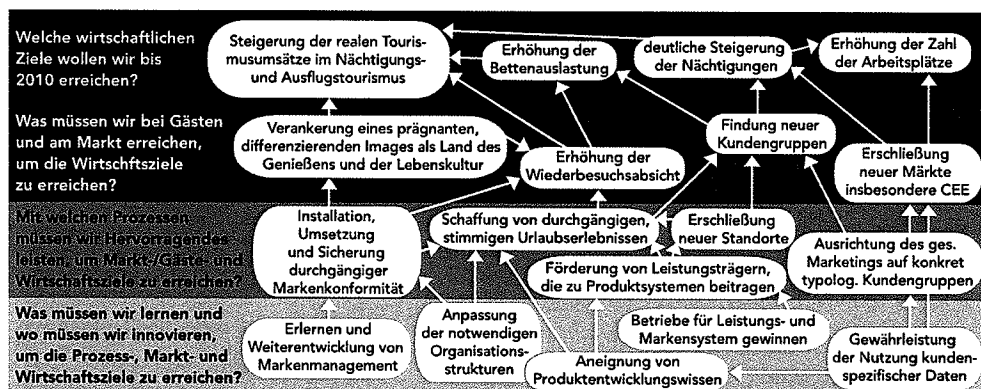 Welche wirtschaftlichen
Ziele wollen wir bis
2010 erreichen?
Steigerung der realen Touris-
musumsätze im Nächtigungs-
und Ausflugstourismus
Erhöhung der
Bettenauslastung
deutliche Steigerung
der Nächtigungen
Erhöhung der Zahl
der Arbeitsplätze
Was müssen wir bei Gästen
und am Markt erreichen,
um die Wirtschftsziele
zu erreichen?
Verankerung eines prägnanten,
differenzierenden Images als Land des
Genießens und der Lebenskultur
Erhöhung der
Wiederbesuchsabsicht
Findung neuer
Kundengruppen
Erschließung
neuer Märkte
insbesondere CEE
Mit welchen Prozessen
müssen wir Hervorragendes
leisten, um Markt-/Gäste- und
Wirtschaftsziele zu erreichen?
Installation,
Umsetzung
und Sicherung
durchgängiger
Markenkonformität
Schaffung von durchgängigen,
stimmigen Urlaubserlebnissen
Erschließung
neuer Standorte
Förderung von Leistungsträgern,
die zu Produktsystemen beitragen
Ausrichtung des ges.
Marketings auf konkret
typolog. Kundengruppen
Was müssen wir lernen und
wo müssen wir innovieren,
um die Prozess-, Markt- und
Wirtschaftsziele zu erreichen?
Erlernen und
Weiterentwicklung von
Markenmanagement
Anpassung
der notwendigen
Organisations-
strukturen
Aneignung von
Produktentwicklungswissen
Betriebe für Leistungs- und
Markensystem gewinnen
Gewährleistung
der Nutzung kunden-
spezifischer Daten